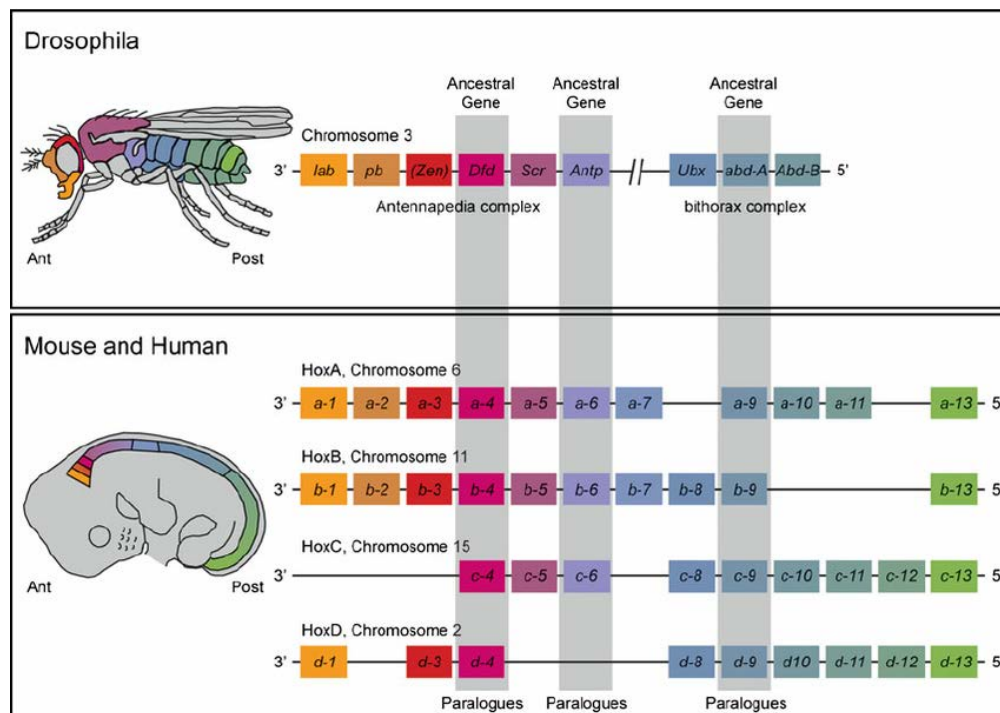 Drosophila
Ancestral Gene
Ancestral Gene
Ancestral Gene
Chromosome 3
3' lab pb (Zen) Dfd Scr Antp // Ubx abd-A Abd-B 5'
Antennapedia complex
bithorax complex
Ant Post
Mouse and Human
HoxA, Chromosome 6
3' a-1 a-2 a-3 a-4 a-5 a-6 a-7 a-9 a-10 a-11 a-13 5'
HoxB, Chromosome 11
3' b-1 b-2 b-3 b-4 b-5 b-6 b-7 b-8 b-9 b-13 5'
HoxC, Chromosome 15
3' c-4 c-5 c-6 c-8 c-9 c-10 c-11 c-12 c-13 5'
Ant Post
HoxD, Chromosome 2
3' d-1 d-3 d-4 d-8 d-9 d10 d-11 d-12 d-13 5'
Paralogues Paralogues Paralogues